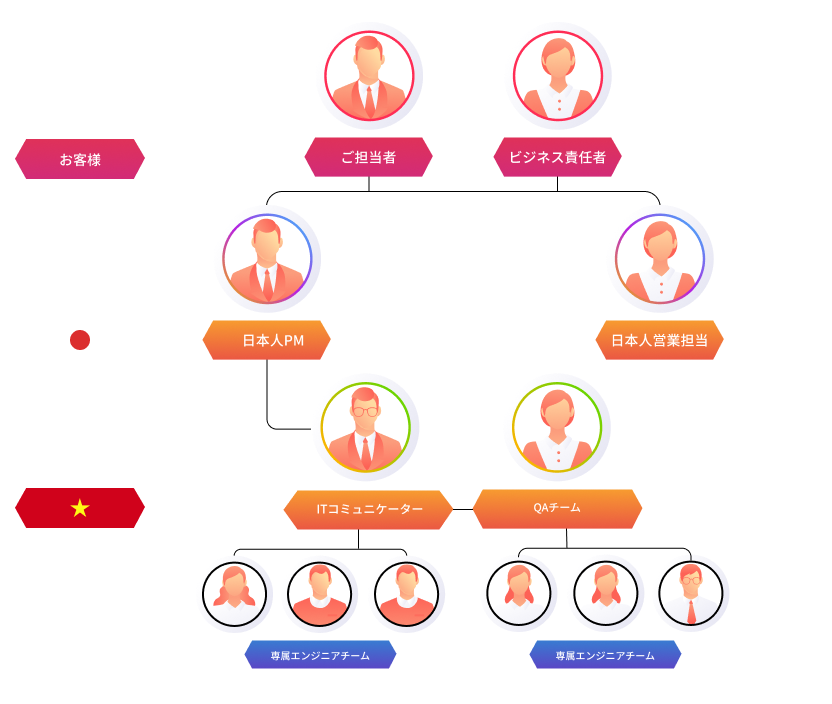 お客様
ご担当者
ビジネス責任者
日本人PM
日本人営業担当
ITコミュニケーター
QAチーム
専属エンジニアチーム
専属エンジニアチーム